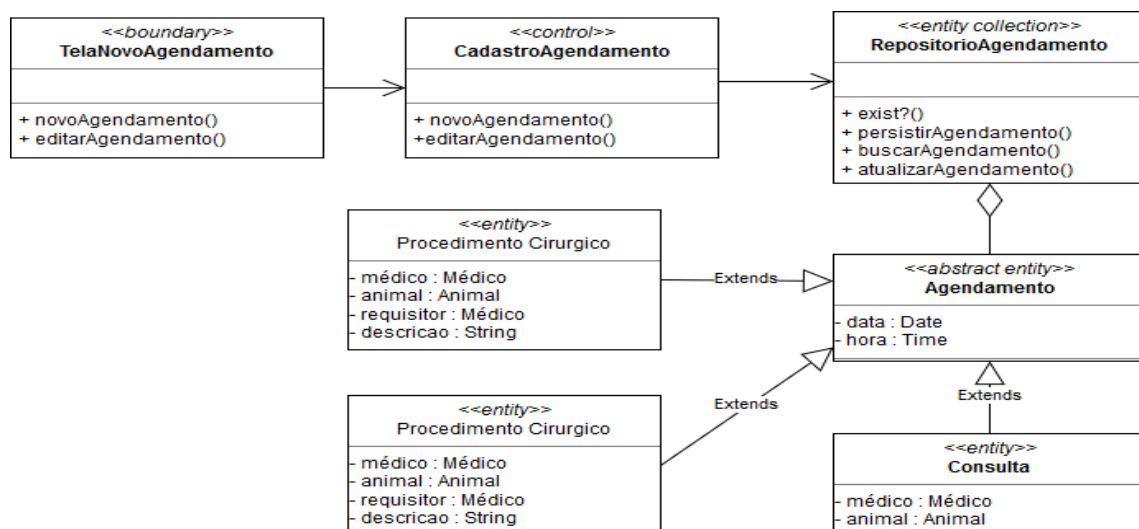 <<boundary>>
TelaNovoAgendamento
+ novoAgendamento()
+ editarAgendamento()
<<control>>
CadastroAgendamento
+ novoAgendamento()
+editarAgendamento()
<<entity collection>>
RepositorioAgendamento
+ exist?()
+ persistirAgendamento()
+ buscarAgendamento()
+ atualizarAgendamento()
<<entity>>
Procedimento Cirurgico
- médico : Médico
- animal : Animal
- requisitor : Médico
- descricao : String
Extends
<<abstract entity>>
Agendamento
- data : Date
- hora : Time
<<entity>>
Procedimento Cirurgico
- médico : Médico
- animal : Animal
- requisitor : Médico
- descricao : String
Extends
Extends
<<entity>>
Consulta
- médico : Médico
- animal : Animal